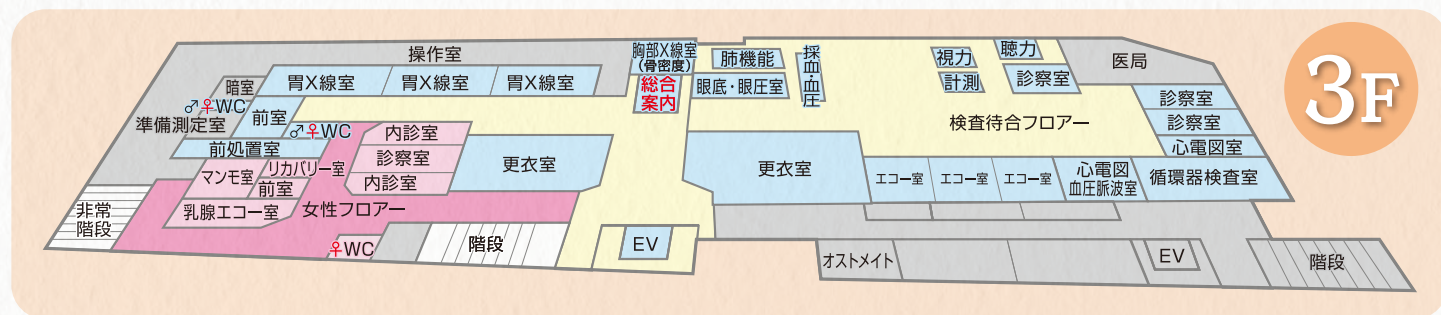 3F
操作室
胸部X線室
(骨密度)
総合
案内
肺機能
眼底・眼圧室
採血・血圧
視力
計測
聴力
診察室
医局
暗室
胃X線室
胃X線室
胃X線室
♂♀WC
準備測定室
前室
♂♀WC
前処置室
内診室
診察室
内診室
更衣室
更衣室
検査待合フロアー
診察室
診察室
心電図室
エコー室
エコー室
エコー室
心電図
血圧脈波室
循環器検査室
マンモ室
リカバリー室
前室
乳腺エコー室
女性フロアー
非常
階段
♀WC
階段
EV
オストメイト
EV
階段